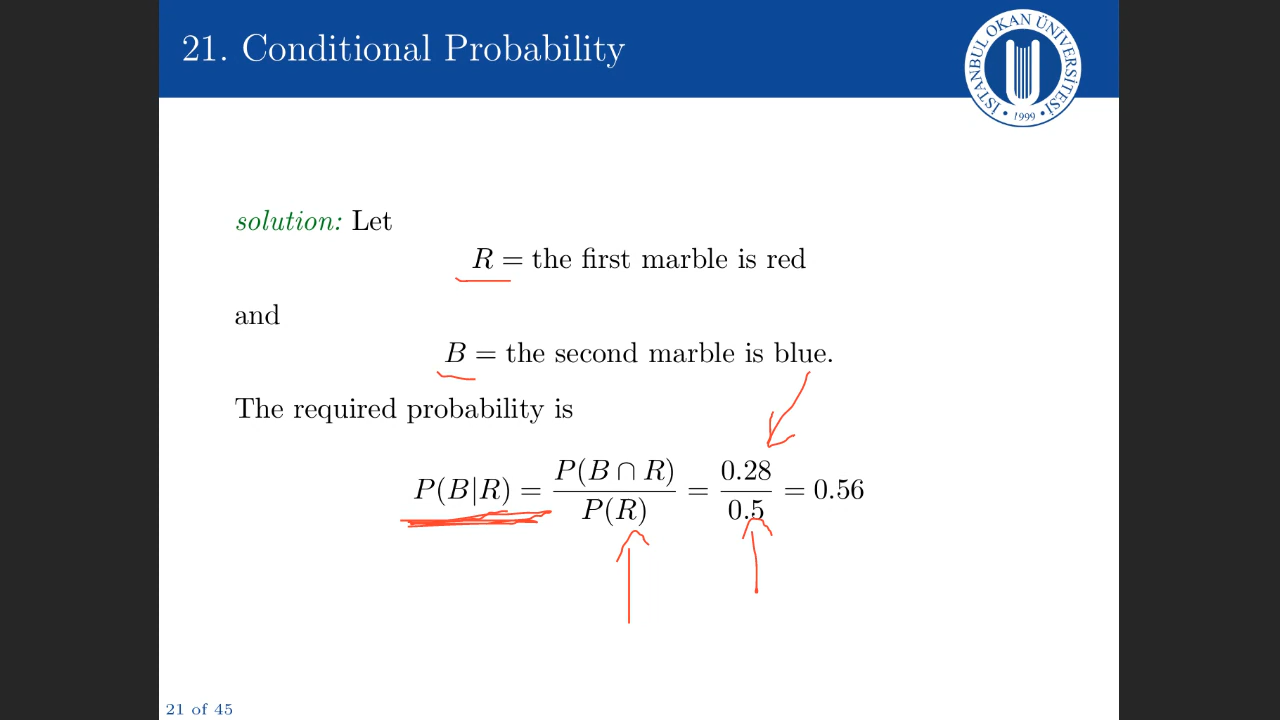 21. Conditional Probability
İSTANBUL OKAN ÜNİVERSİTESİ
• 1999 •
solution: Let
R = the first marble is red
and
B = the second marble is blue.
The required probability is
P(B|R) = P(B ∩ R) / P(R) = 0.28 / 0.5 = 0.56
21 of 45